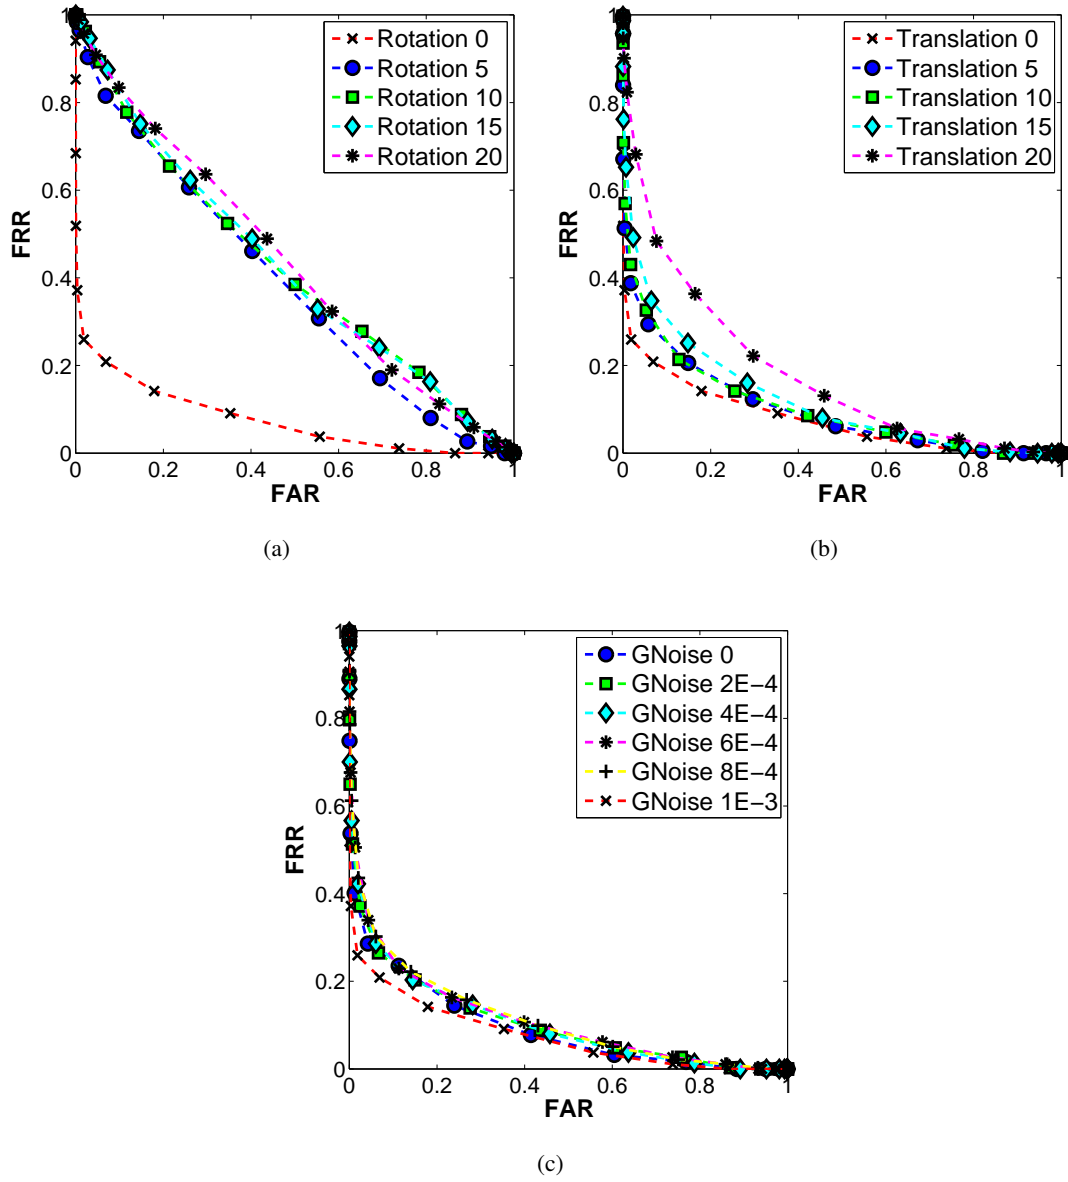 1
0.8
0.6
0.4
0.2
0
0
0.2
0.4
0.6
0.8
1
FRR
FAR
Rotation 0
Rotation 5
Rotation 10
Rotation 15
Rotation 20
(a)
1
0.8
0.6
0.4
0.2
0
0
0.2
0.4
0.6
0.8
1
FRR
FAR
Translation 0
Translation 5
Translation 10
Translation 15
Translation 20
(b)
1
0.8
0.6
0.4
0.2
0
0
0.2
0.4
0.6
0.8
1
FRR
FAR
GNoise 0
GNoise 2E−4
GNoise 4E−4
GNoise 6E−4
GNoise 8E−4
GNoise 1E−3
(c)